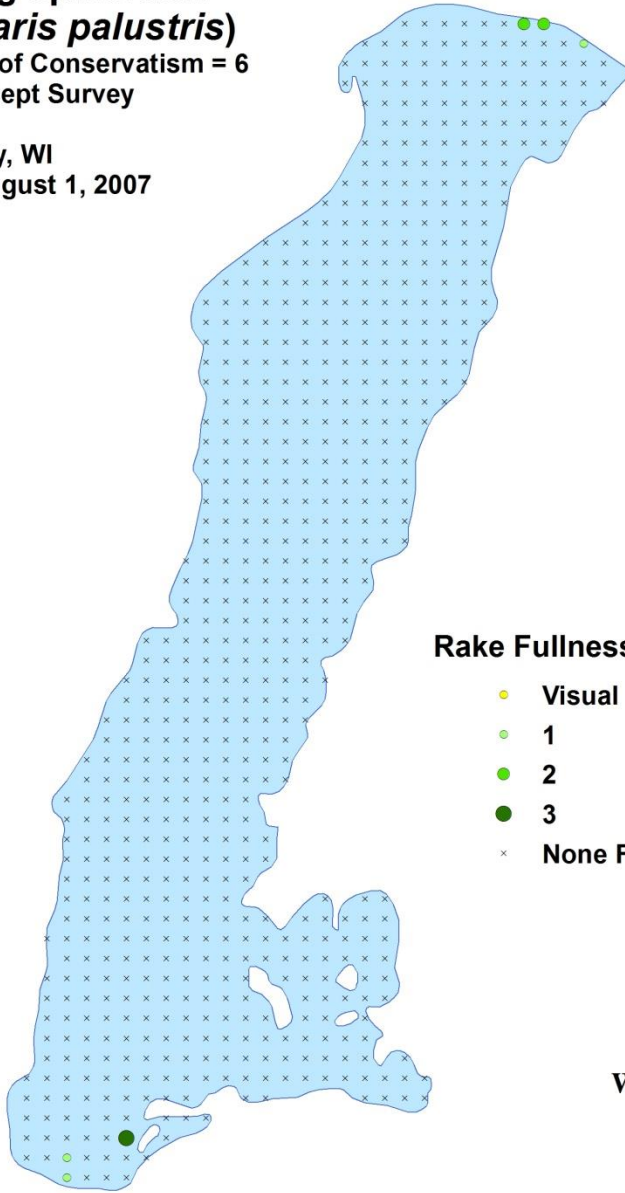 aris palustris)
of Conservatism = 6
ept Survey
y, WI
gust 1, 2007
Rake Fullness
Visual
1
2
3
None F
W